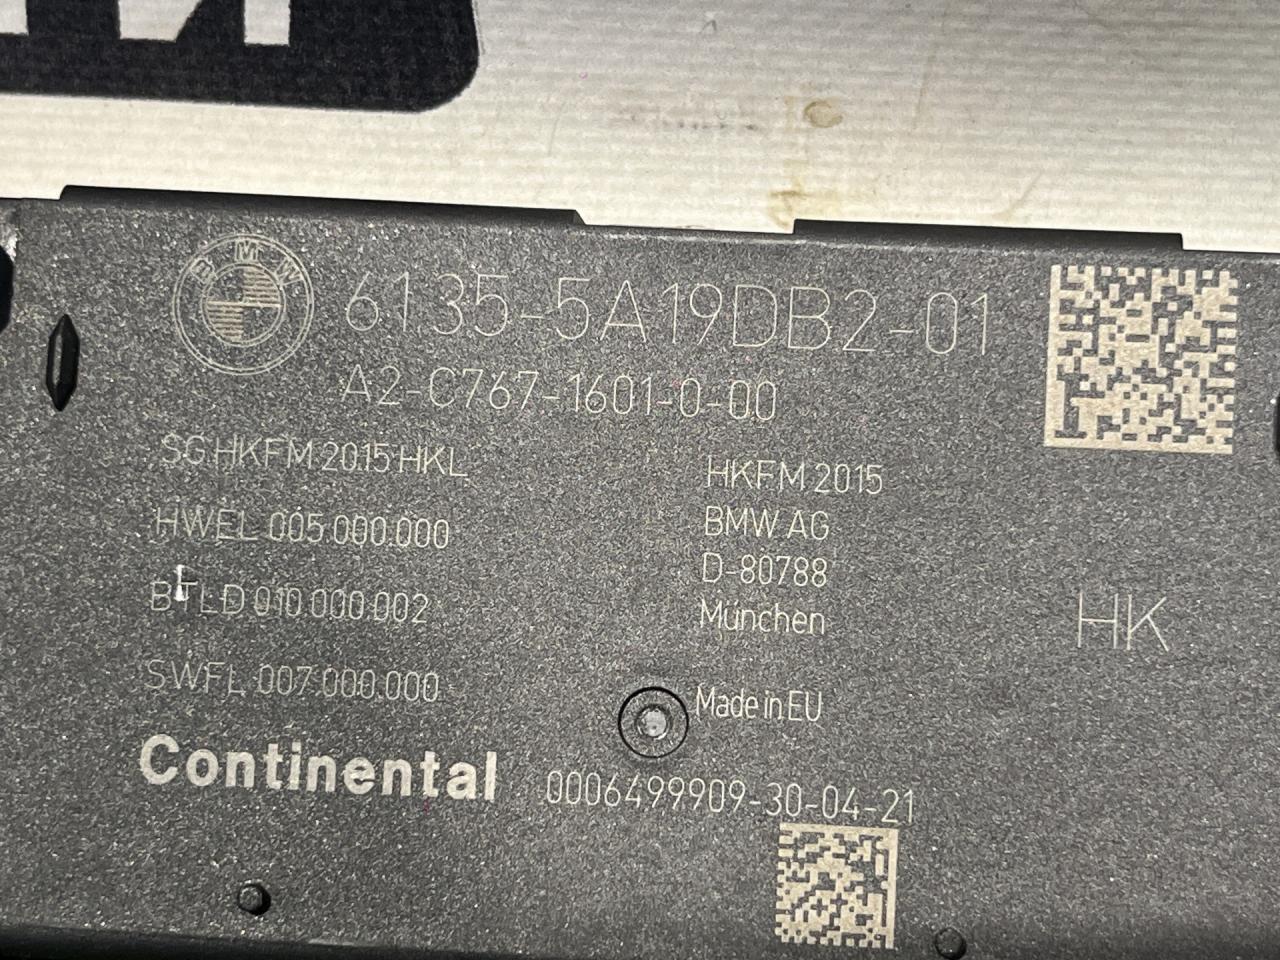 BMW
6135-5A19DB2-01
A2-C767-1601-0-00
SG HKFM 2015 HKL
HWEL 005.000.000
BTLD 010.000.002
SWFL 007.000.000
HKFM 2015
BMW AG
D-80788
München
Made in EU
HK
Continental
0006499909-30-04-21